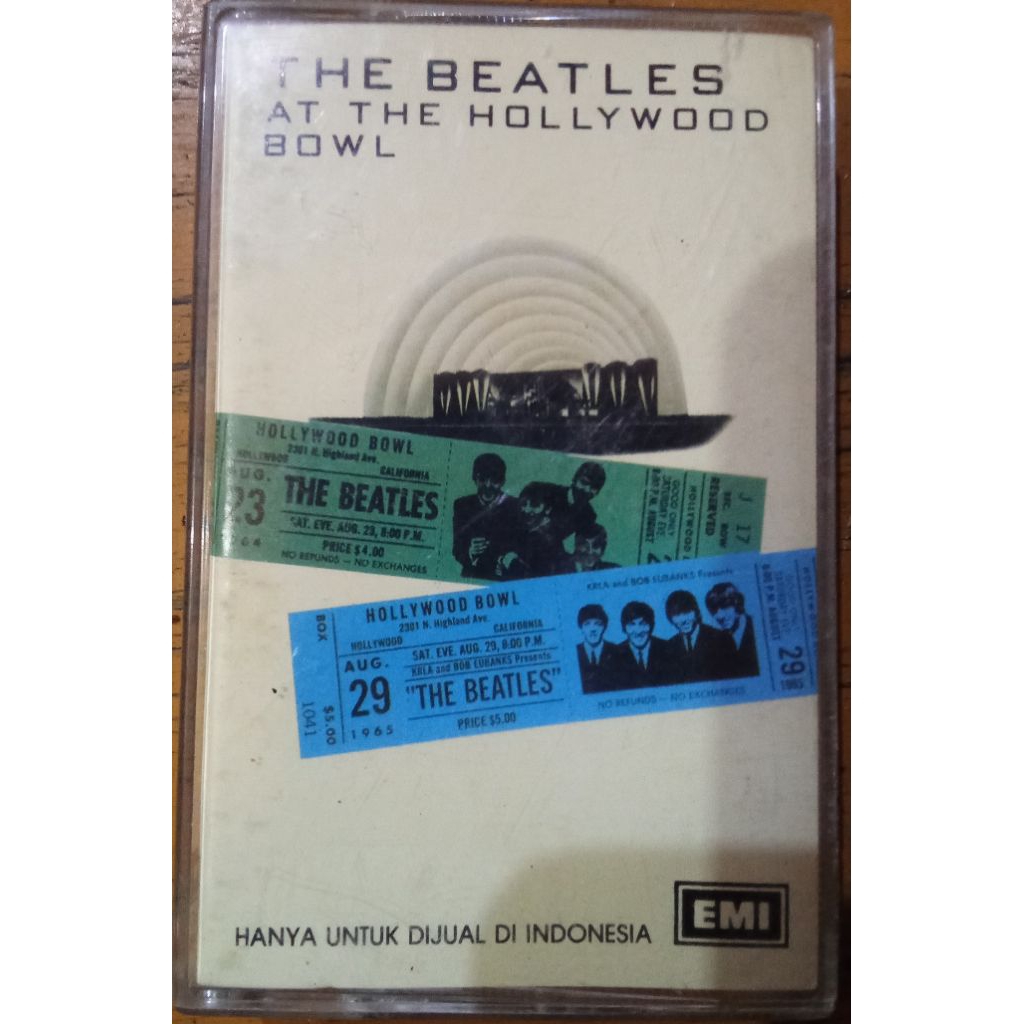 THE BEATLES
AT THE HOLLYWOOD
BOWL
HOLLYWOOD BOWL
2301 N. Highland Ave.
HOLLYWOOD CALIFORNIA
AUG.
23
THE BEATLES
SAT. EVE. AUG. 23, 8:00 P.M.
PRICE $4.00
NO REFUNDS — NO EXCHANGES
RESERVED
J 17
KRLA and BOB EUBANKS Presents
BOX
1041
$5.00
HOLLYWOOD BOWL
2301 N. Highland Ave.
HOLLYWOOD CALIFORNIA
AUG.
29
1965
SAT. EVE. AUG. 29, 8:00 P.M.
KRLA and BOB EUBANKS Presents
"THE BEATLES"
PRICE $5.00
NO REFUNDS — NO EXCHANGES
29
1965
HANYA UNTUK DIJUAL DI INDONESIA
EMI